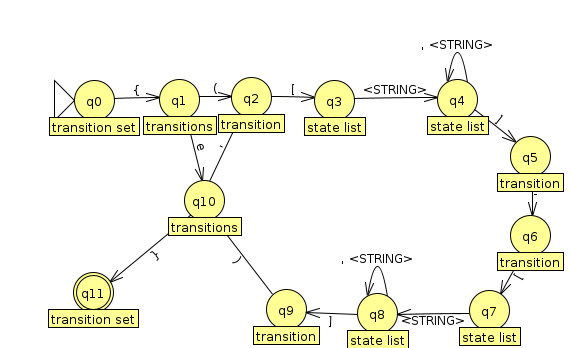 , <STRING>
{ ( [ <STRING>
q0 q1 q2 q3 q4
transition set transitions transition state list state list
]
q5
transition
e ,
q10
transitions
q6
transition
, <STRING>
)
q11 q9 q8 q7
] <STRING>
transition set transition state list state list